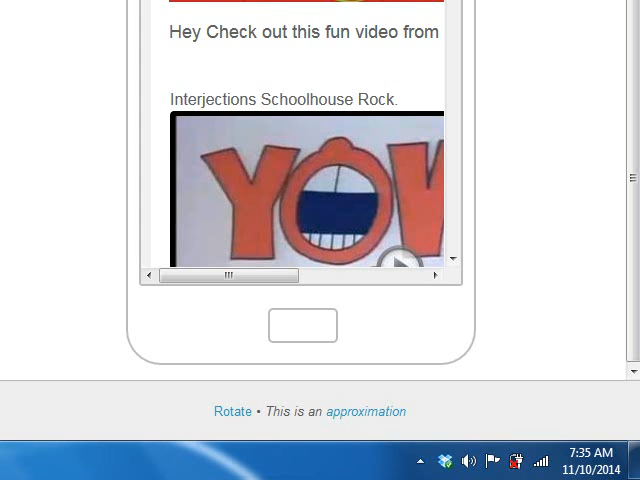 Hey Check out this fun video from
Interjections Schoolhouse Rock.
YOW
Rotate • This is an approximation
7:35 AM
11/10/2014